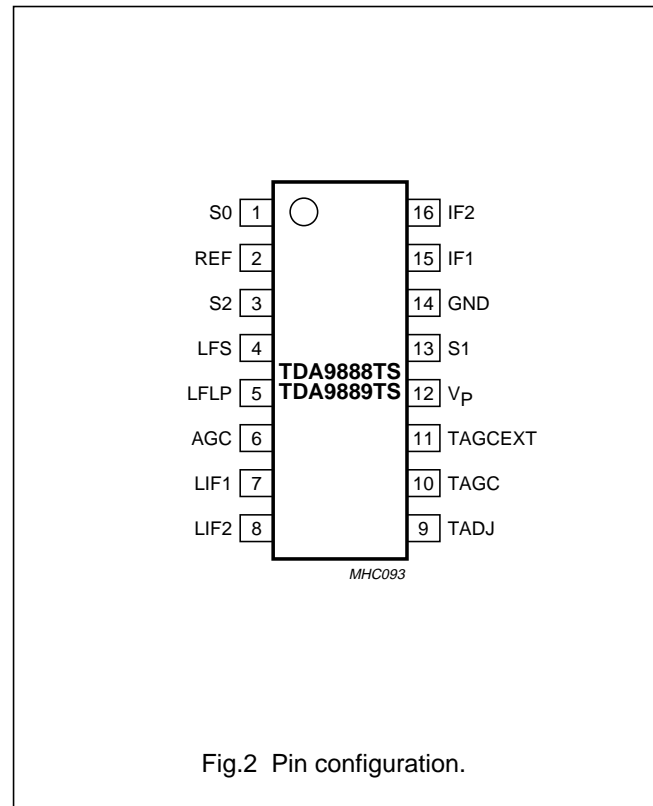 S0 1 16 IF2
REF 2 15 IF1
S2 3 14 GND
LFS 4 13 S1
TDA9888TS
LFLP 5 TDA9889TS 12 VP
AGC 6 11 TAGCEXT
LIF1 7 10 TAGC
LIF2 8 9 TADJ
MHC093
Fig.2 Pin configuration.